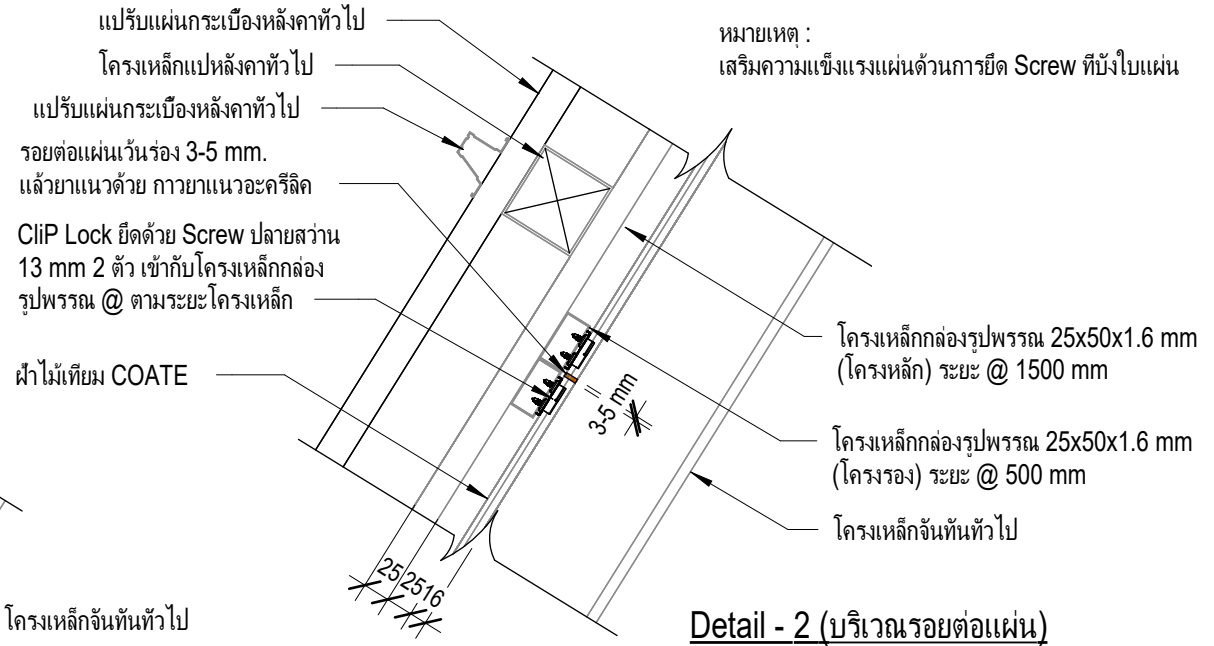 แปรับแผ่นกระเบื้องหลังคาทั่วไป
โครงเหล็กแปหลังคาทั่วไป
แปรับแผ่นกระเบื้องหลังคาทั่วไป
รอยต่อแผ่นเว้นร่อง 3-5 mm.
แล้วยาแนวด้วย กาวยาแนวอะครีลิค
CliP Lock ยึดด้วย Screw ปลายสว่าน
13 mm 2 ตัว เข้ากับโครงเหล็กกล่อง
รูปพรรณ @ ตามระยะโครงเหล็ก
ฝ้าไม้เทียม COATE
หมายเหตุ :
เสริมความแข็งแรงแผ่นด้วนการยึด Screw ที่บังใบแผ่น
3-5 mm
โครงเหล็กกล่องรูปพรรณ 25x50x1.6 mm
(โครงหลัก) ระยะ @ 1500 mm
โครงเหล็กกล่องรูปพรรณ 25x50x1.6 mm
(โครงรอง) ระยะ @ 500 mm
โครงเหล็กจันทันทั่วไป
25 25 16
โครงเหล็กจันทันทั่วไป
Detail - 2 (บริเวณรอยต่อแผ่น)